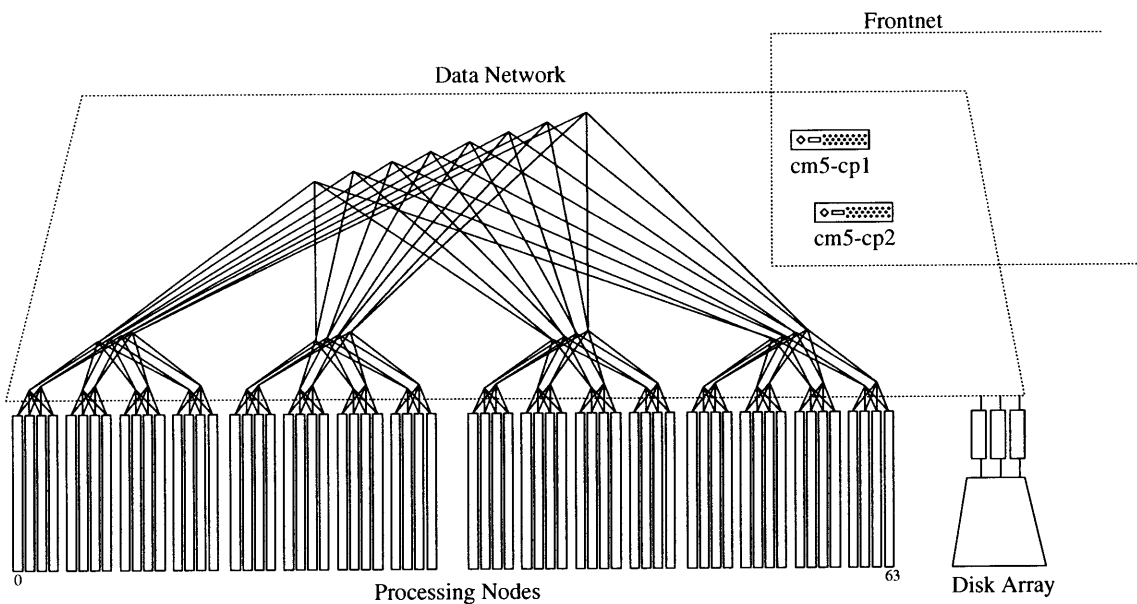 Frontnet
Data Network
cm5-cp1
cm5-cp2
0
63
Processing Nodes
Disk Array